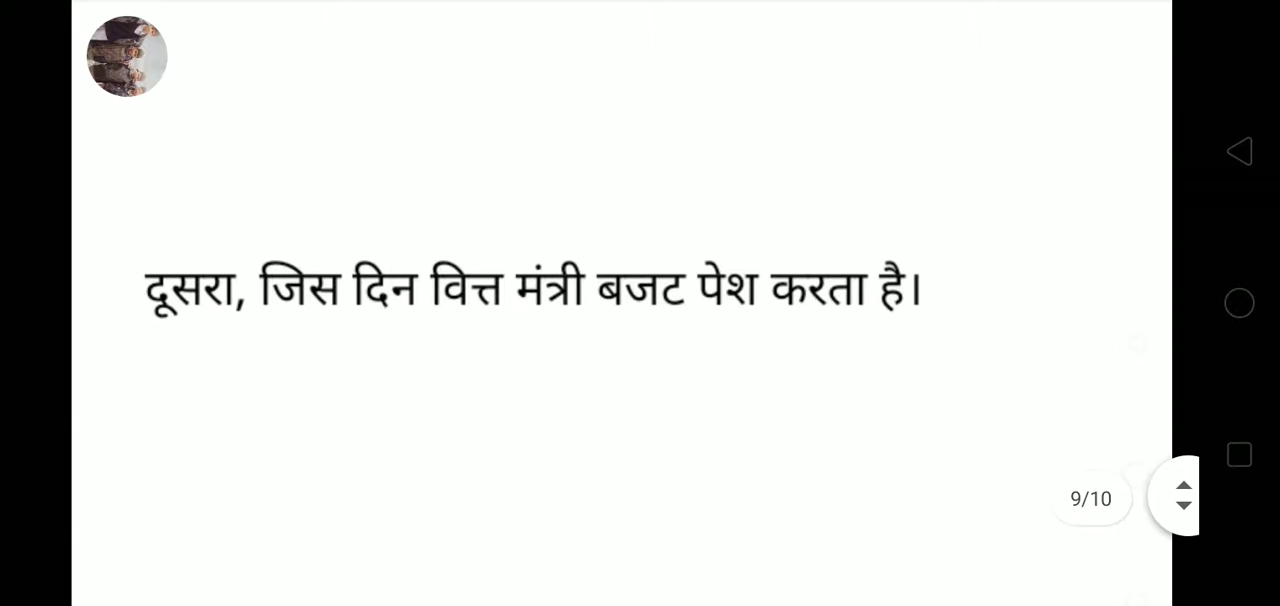 दूसरा, जिस दिन वित्त मंत्री बजट पेश करता है।
9/10